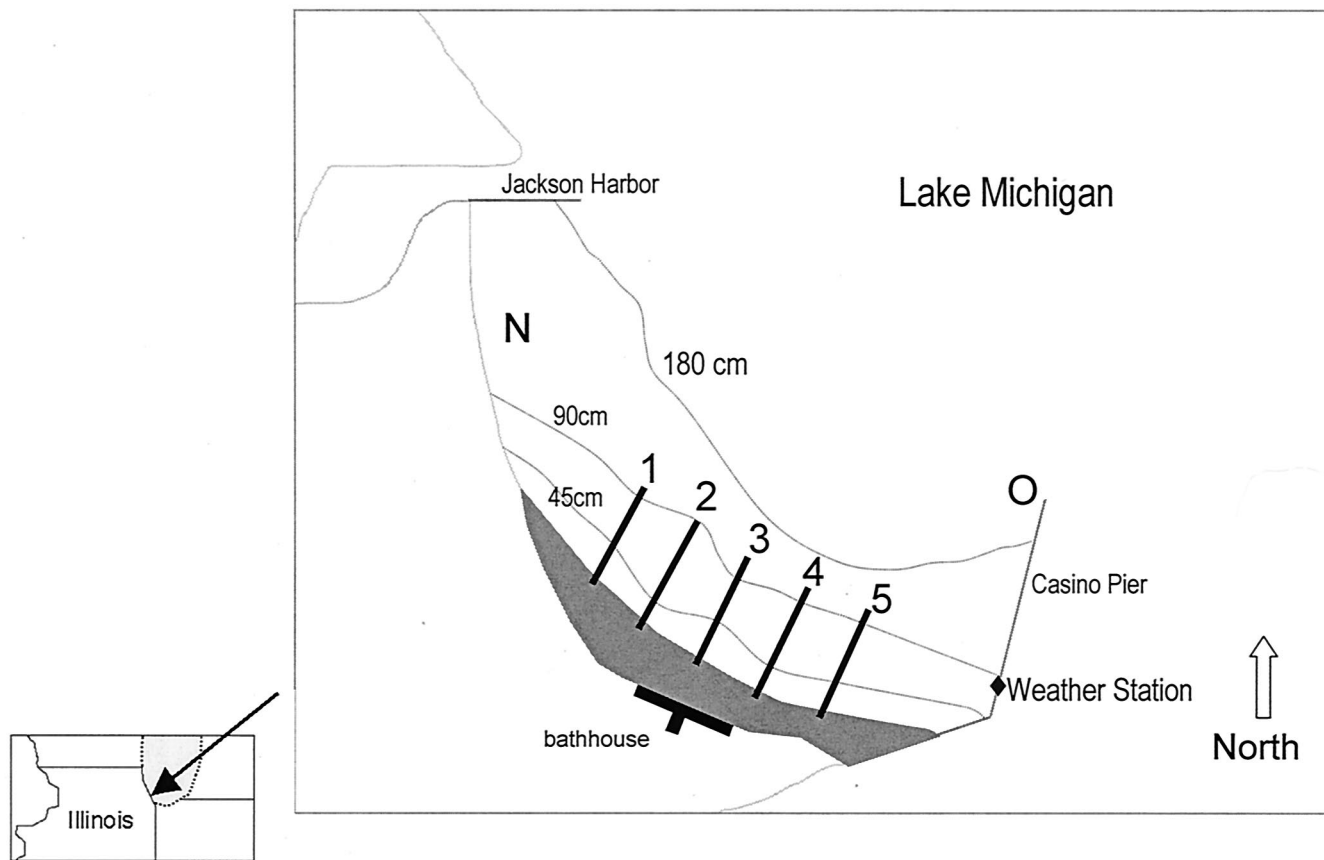 Jackson Harbor
Lake Michigan
N
180 cm
90cm
1
45cm
2
O
3
4
Casino Pier
5
Weather Station
bathhouse
North
Illinois